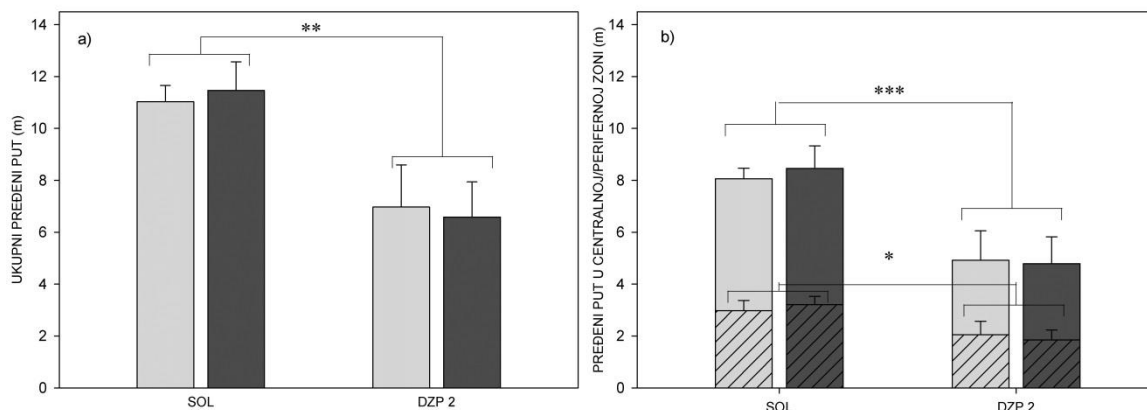 a)
**
UKUPNI PREĐENI PUT (m)
14
12
10
8
6
4
2
0
SOL
DZP 2
b)
***
*
PREĐENI PUT U CENTRALNOJ/PERIFERNOJ ZONI (m)
14
12
10
8
6
4
2
0
SOL
DZP 2